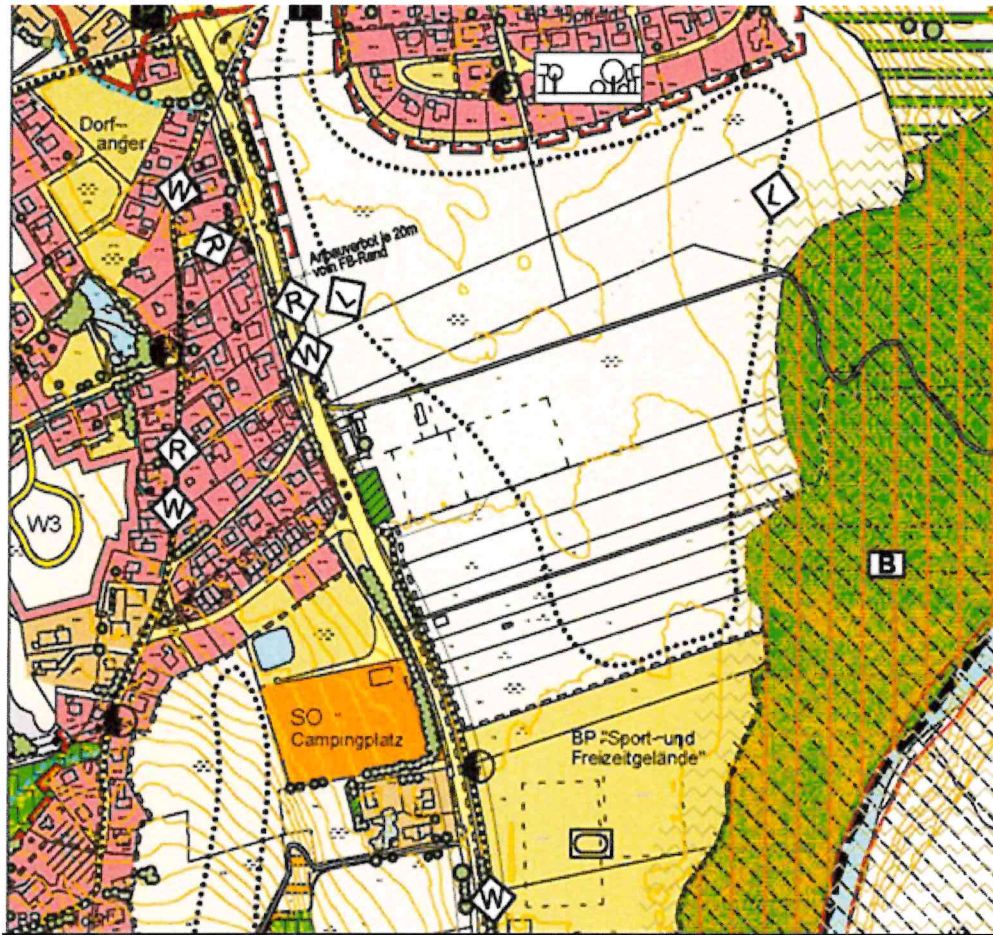 Dorf-
anger
W
L
R
Anbauverbot je 20m
vom FB-Rand
R
L
W
R
W
W3
B
SO
Campingplatz
BP "Sport-und
Freizeitgelände"
W